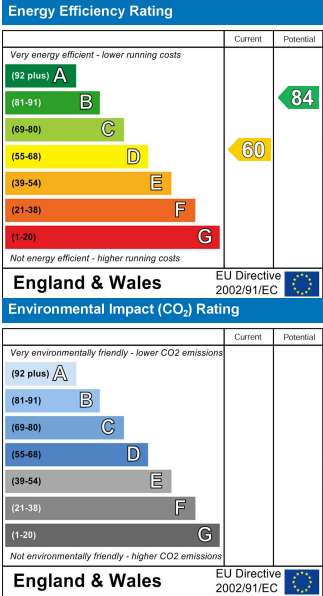 Energy Efficiency Rating
Current Potential
Very energy efficient - lower running costs
(92 plus) A
(81-91) B
84
(69-80) C
(55-68) D
60
(39-54) E
(21-38) F
(1-20) G
Not energy efficient - higher running costs
England & Wales
EU Directive
2002/91/EC
Environmental Impact (CO₂) Rating
Current Potential
Very environmentally friendly - lower CO2 emissions
(92 plus) A
(81-91) B
(69-80) C
(55-68) D
(39-54) E
(21-38) F
(1-20) G
Not environmentally friendly - higher CO2 emissions
England & Wales
EU Directive
2002/91/EC